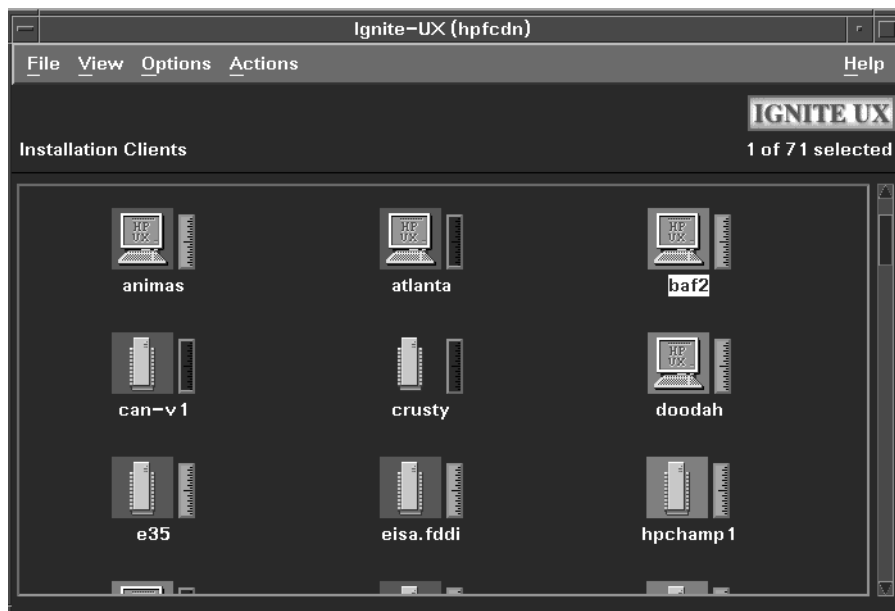 Ignite-UX (hpfcdn)
File View Options Actions Help
IGNITE UX
Installation Clients 1 of 71 selected
HP UX HP UX HP UX
animas atlanta baf2
HP UX
can-v1 crusty doodah
e35 eisa.fddi hpchamp1